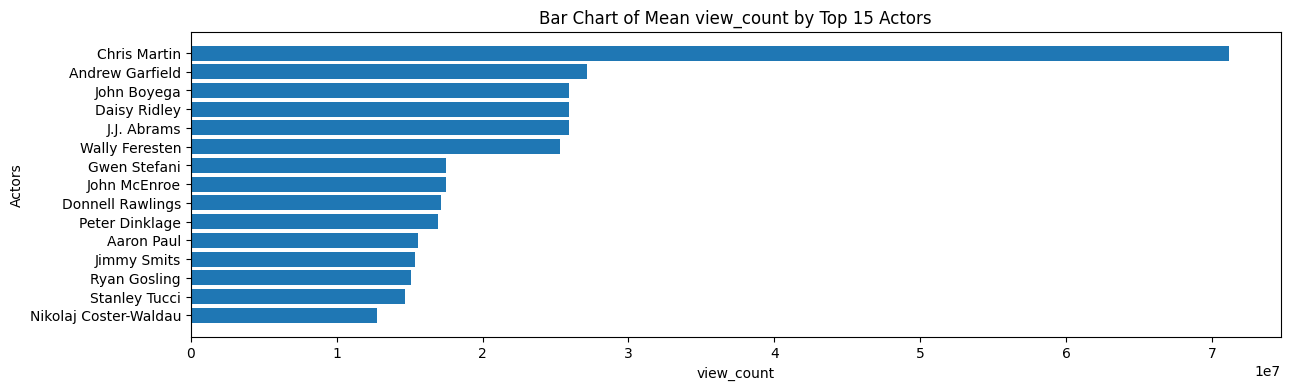 Bar Chart of Mean view_count by Top 15 Actors
Actors
Chris Martin
Andrew Garfield
John Boyega
Daisy Ridley
J.J. Abrams
Wally Feresten
Gwen Stefani
John McEnroe
Donnell Rawlings
Peter Dinklage
Aaron Paul
Jimmy Smits
Ryan Gosling
Stanley Tucci
Nikolaj Coster-Waldau
0 1 2 3 4 5 6 7
1e7
view_count